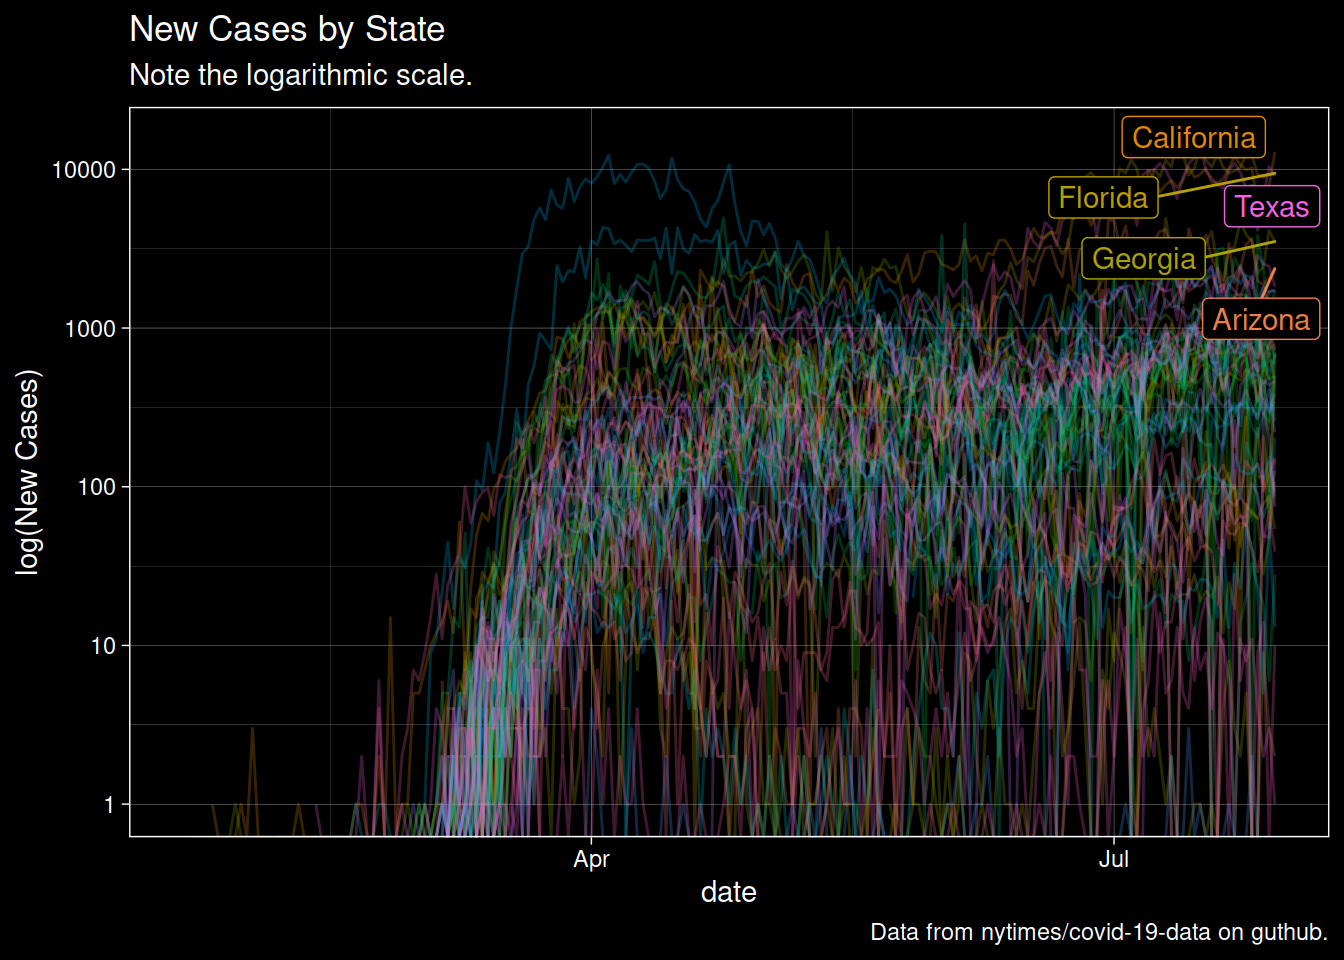 New Cases by State
Note the logarithmic scale.
log(New Cases)
10000
1000
100
10
1
California
Florida
Texas
Georgia
Arizona
Apr
Jul
date
Data from nytimes/covid-19-data on guthub.